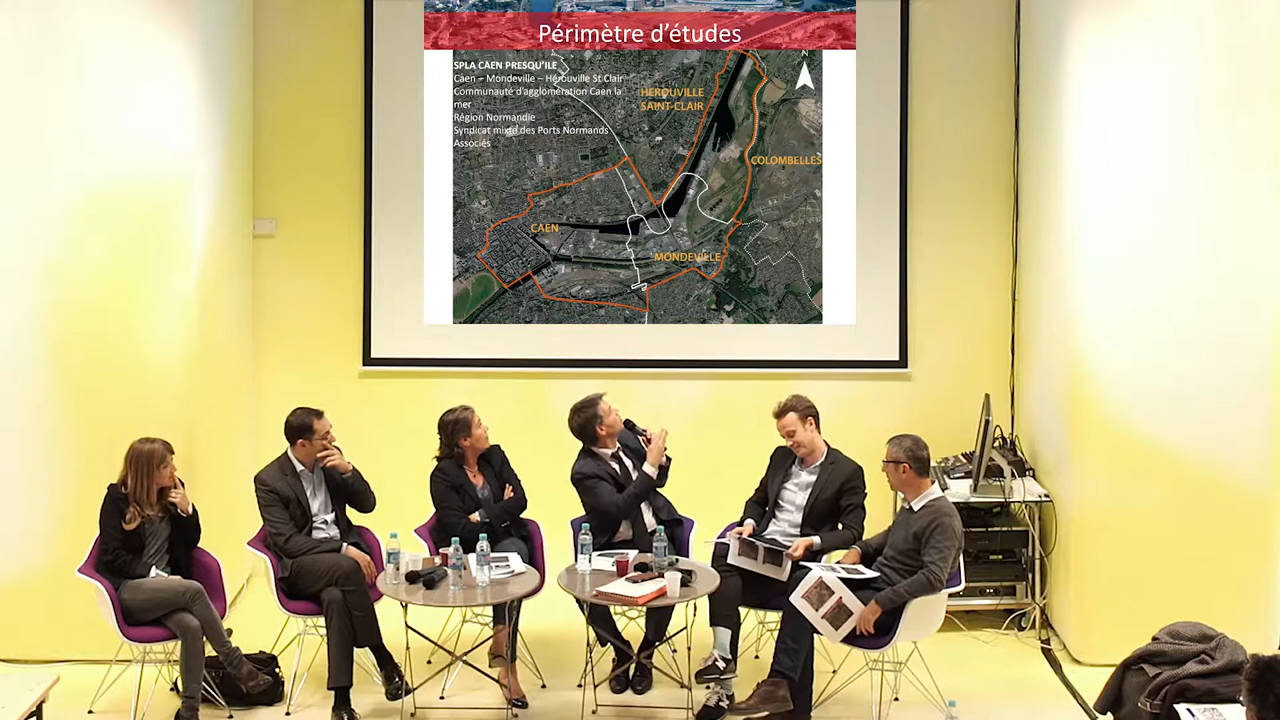 Périmètre d'études
SPLA CAEN PRESQU'ILE
Caen – Mondeville – Hérouville St Clair
Communauté d'agglomération Caen la
mer
Région Normandie
Syndicat mixte des Ports Normands
Associés
N
HEROUVILLE
SAINT-CLAIR
COLOMBELLES
CAEN
MONDEVILLE